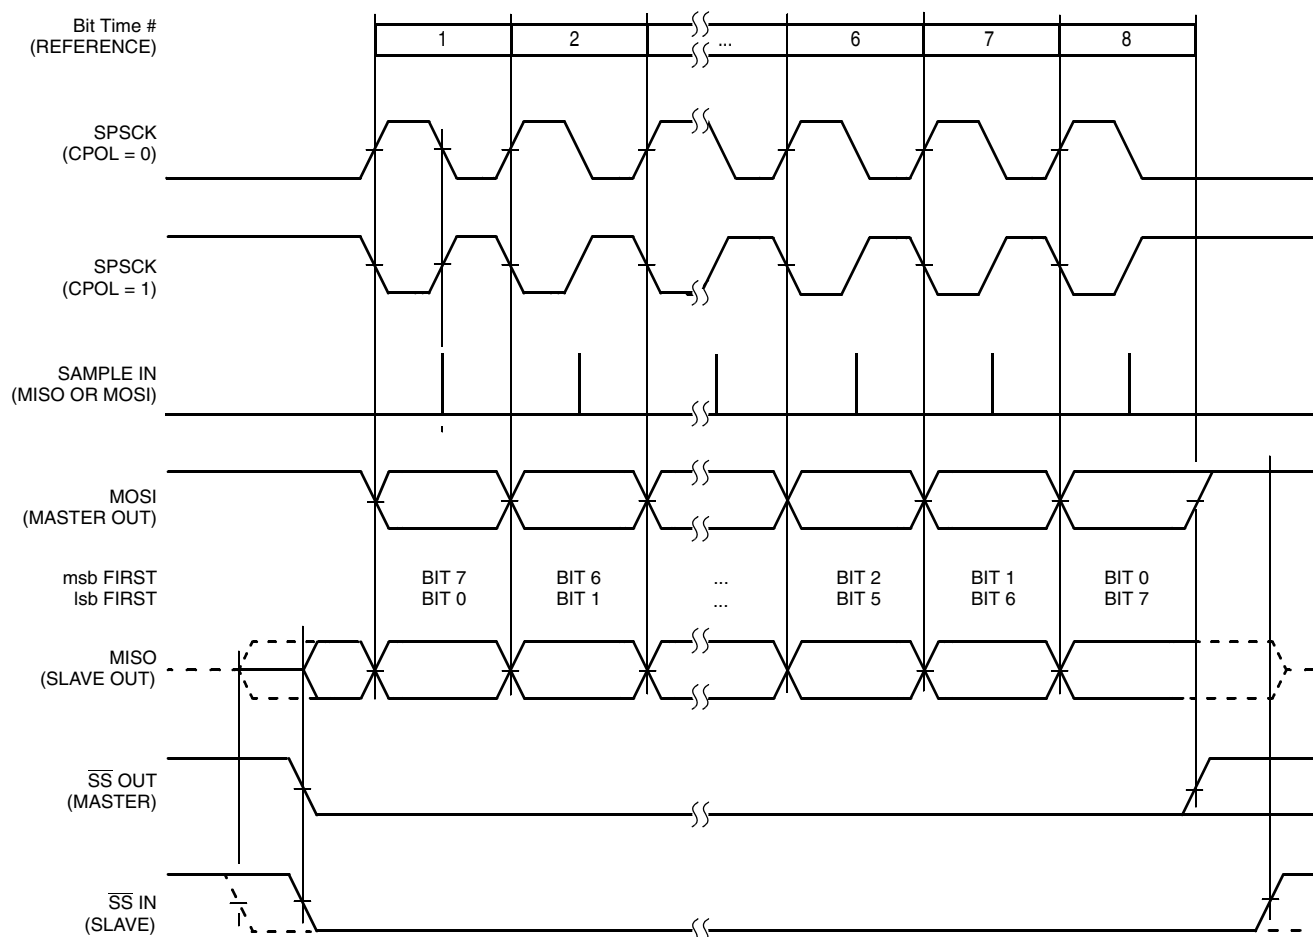 Bit Time #
(REFERENCE)
1 2 ... 6 7 8
SPSCK
(CPOL = 0)
SPSCK
(CPOL = 1)
SAMPLE IN
(MISO OR MOSI)
MOSI
(MASTER OUT)
msb FIRST BIT 7 BIT 6 ... BIT 2 BIT 1 BIT 0
lsb FIRST BIT 0 BIT 1 ... BIT 5 BIT 6 BIT 7
MISO
(SLAVE OUT)
S̅S̅ OUT
(MASTER)
S̅S̅ IN
(SLAVE)